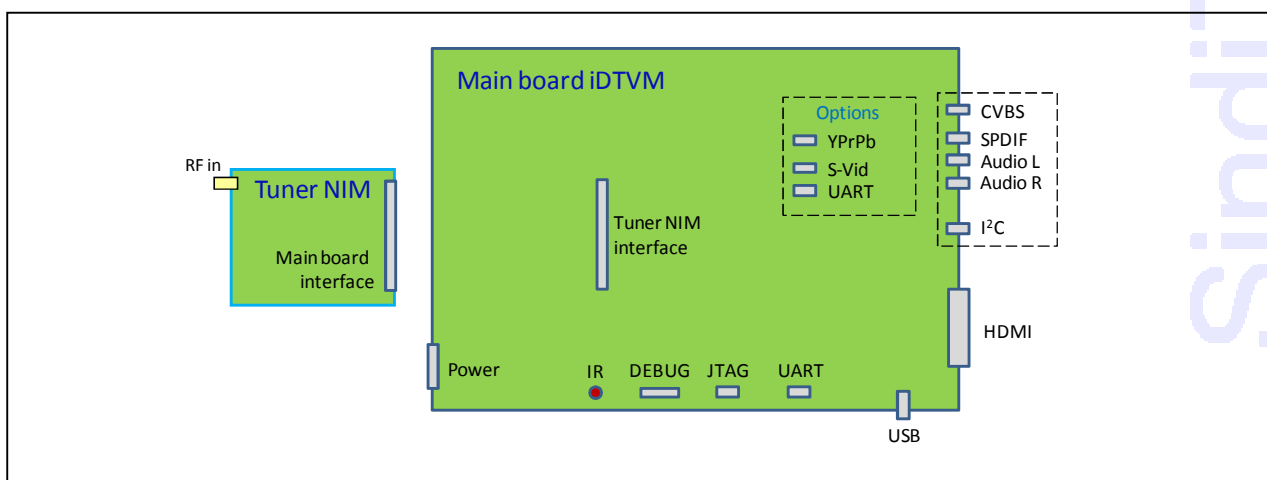 Main board iDTVM
Options
YPrPb
S-Vid
UART
CVBS
SPDIF
Audio L
Audio R
I²C
RF in
Tuner NIM
Main board
interface
Tuner NIM
interface
HDMI
Power
IR
DEBUG
JTAG
UART
USB